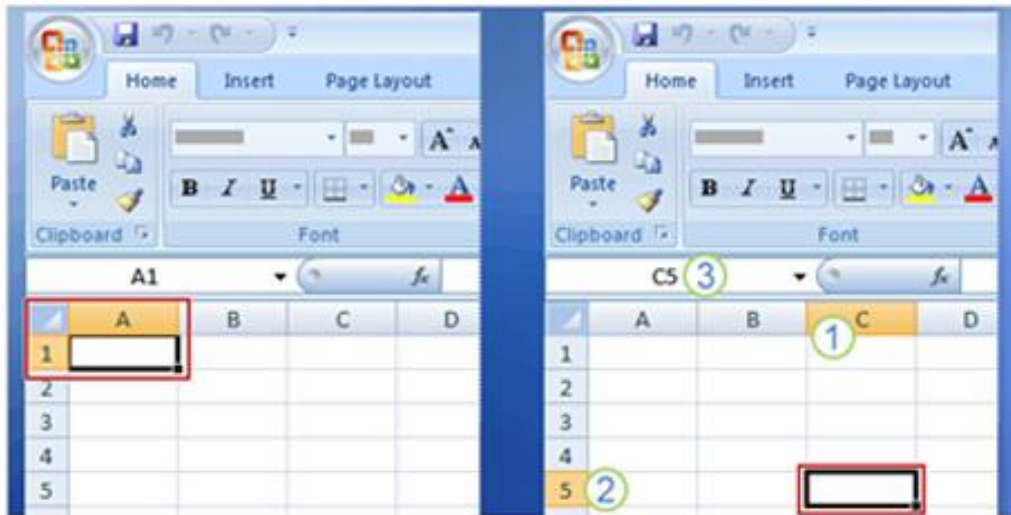 Home Insert Page Layout
Paste
B I U A A
Clipboard Font
A1 fx
A B C D
1
2
3
4
5
Home Insert Page Layout
Paste
B I U A A
Clipboard Font
C5 3 fx
A B 1 C D
1
2
3
4
5 2